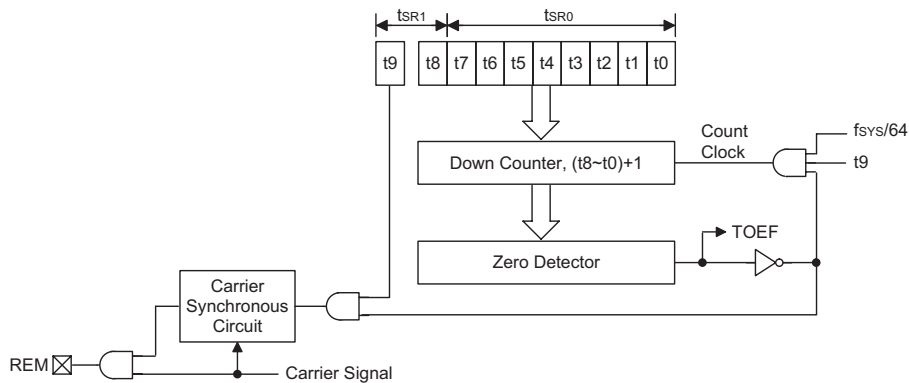 tSR1 tSR0
t9 t8 t7 t6 t5 t4 t3 t2 t1 t0
Count
Clock
fSYS/64
t9
Down Counter, (t8~t0)+1
TOEF
Zero Detector
Carrier
Synchronous
Circuit
REM
Carrier Signal